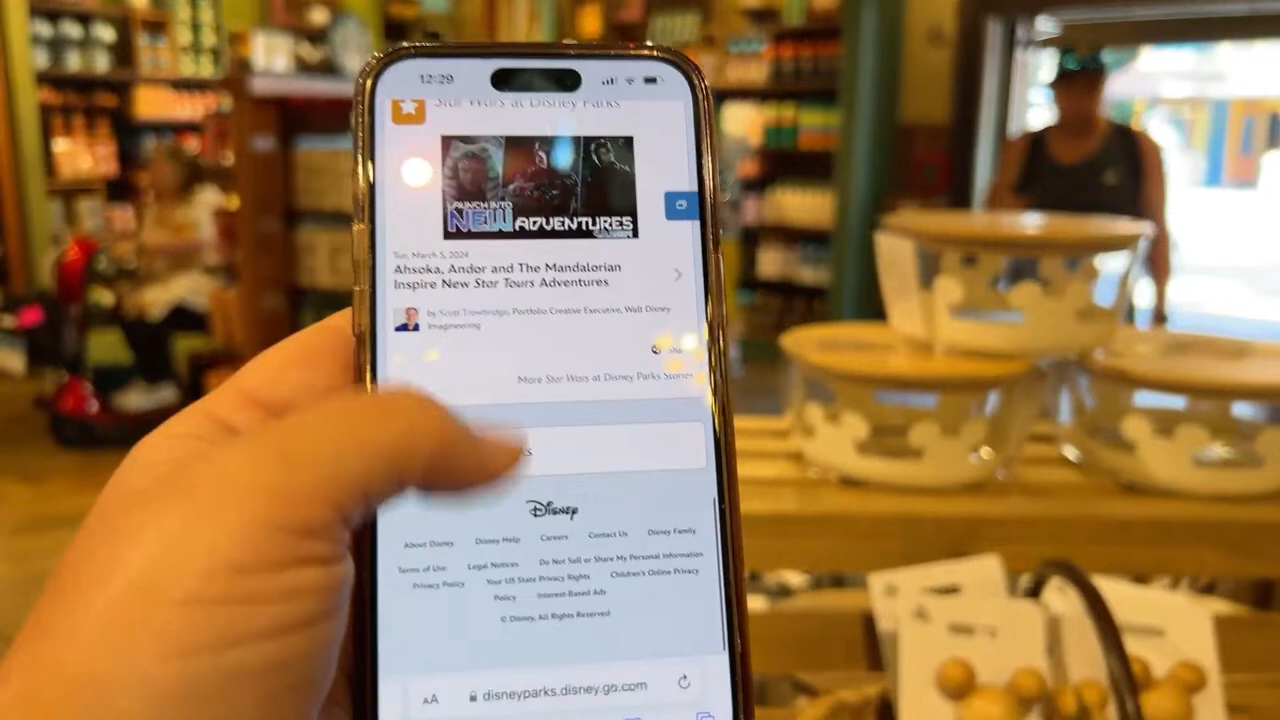 12:29
Star Wars at Disney Parks
LAUNCH INTO
NEW ADVENTURES
Tue, March 5, 2024
Ahsoka, Andor and The Mandalorian
Inspire New Star Tours Adventures
by Scott Trowbridge, Portfolio Creative Executive, Walt Disney
Imagineering
More Star Wars at Disney Parks Stories
Disney
About Disney Disney Help Careers Contact Us Disney Family
Terms of Use Legal Notices Do Not Sell or Share My Personal Information
Privacy Policy Your US State Privacy Rights Children's Online Privacy
Policy Interest-Based Ads
© Disney, All Rights Reserved
AA disneyparks.disney.go.com